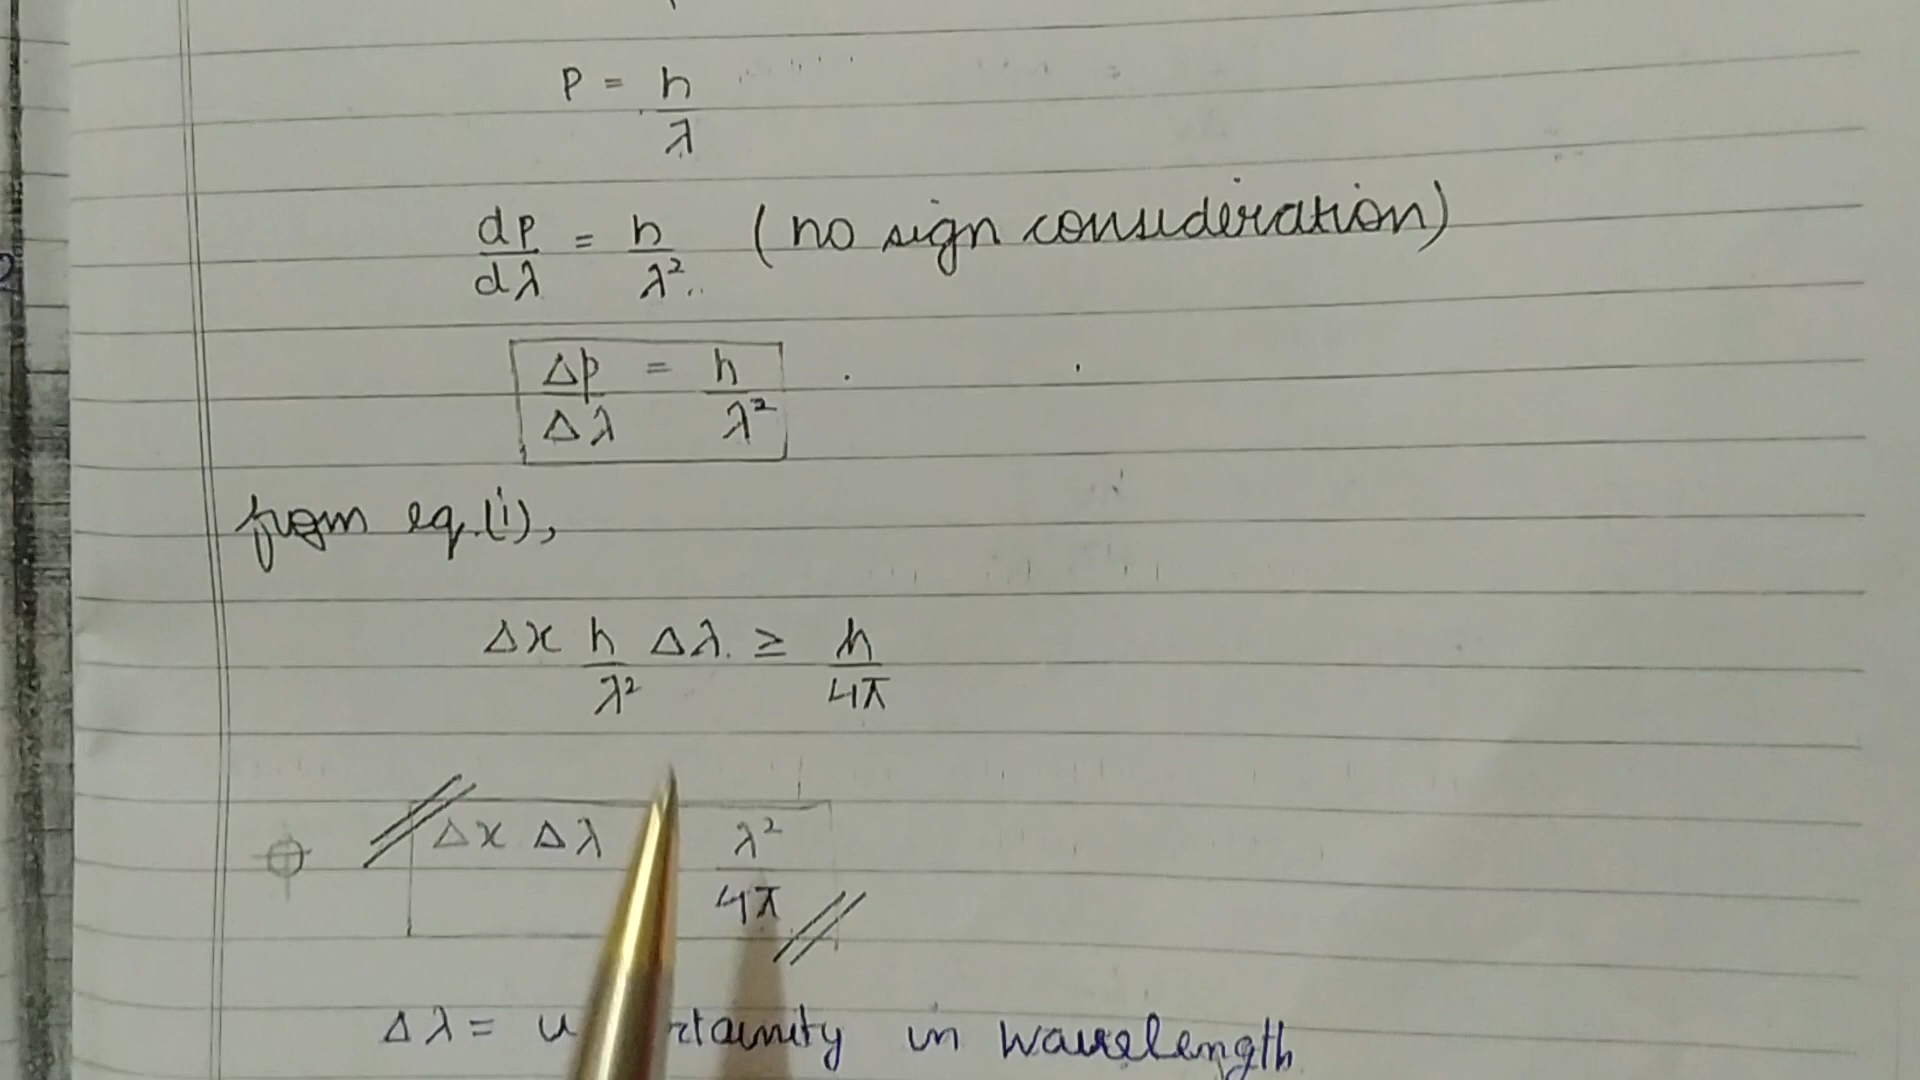 P = h/λ
dp/dλ = h/λ² (no sign consideration)
Δp/Δλ = h/λ²
from eq.(i),
Δx h/λ² Δλ ≥ h/4π
Δx Δλ λ²/4π
Δλ = in wavelength